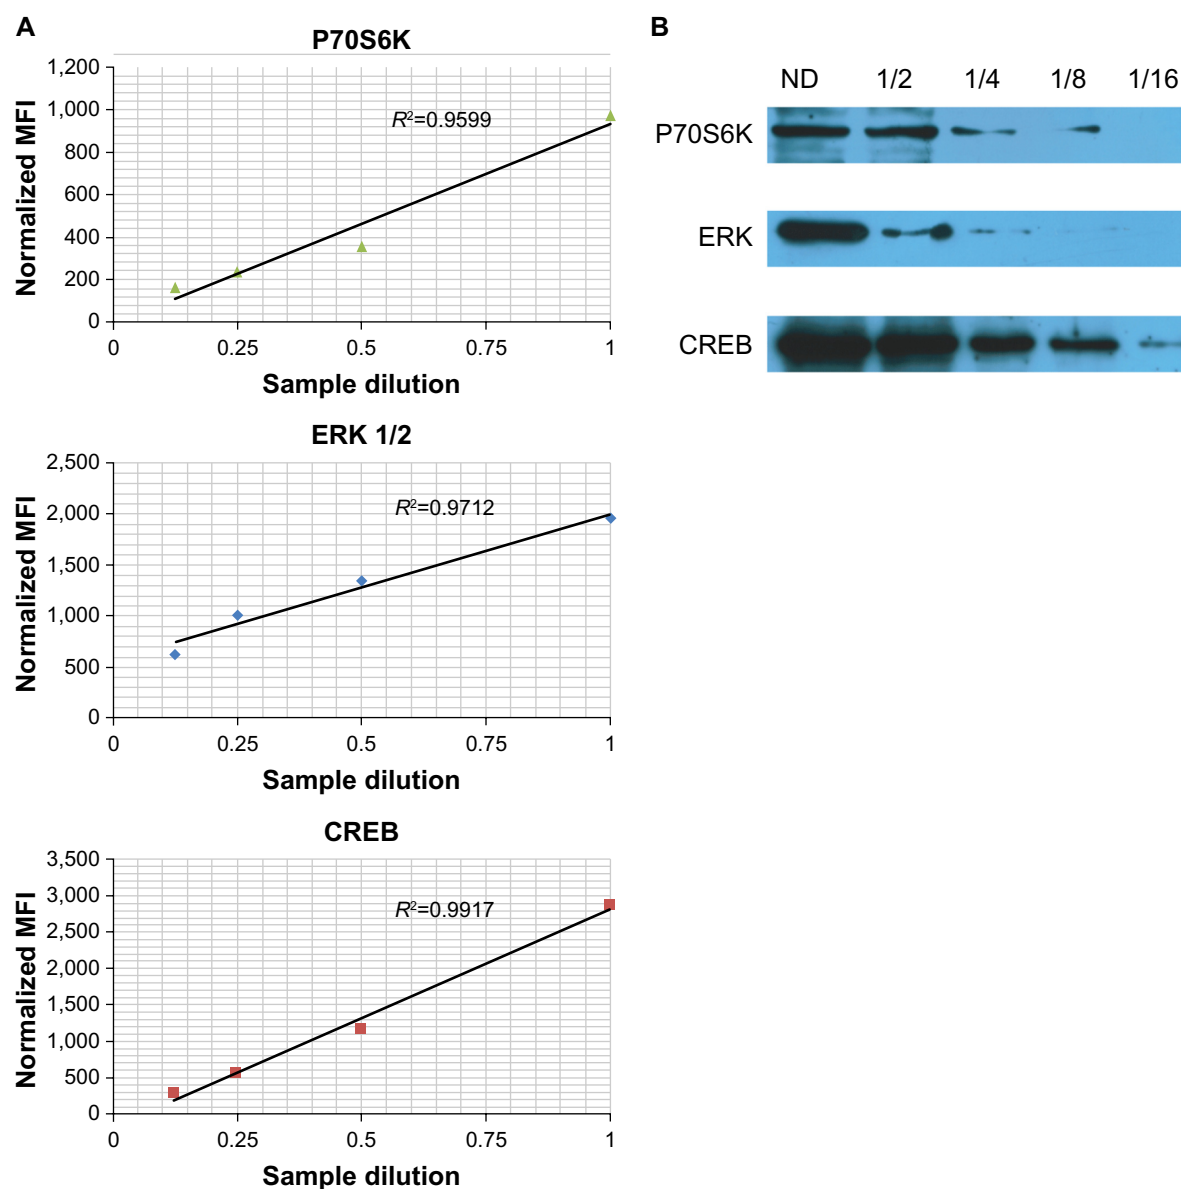 A
P70S6K
1,200
1,000
800
600
400
200
0
Normalized MFI
R²=0.9599
0 0.25 0.5 0.75 1
Sample dilution
ERK 1/2
2,500
2,000
1,500
1,000
500
0
Normalized MFI
R²=0.9712
0 0.25 0.5 0.75 1
Sample dilution
CREB
3,500
3,000
2,500
2,000
1,500
1,000
500
0
Normalized MFI
R²=0.9917
0 0.25 0.5 0.75 1
Sample dilution
B
ND 1/2 1/4 1/8 1/16
P70S6K
ERK
CREB